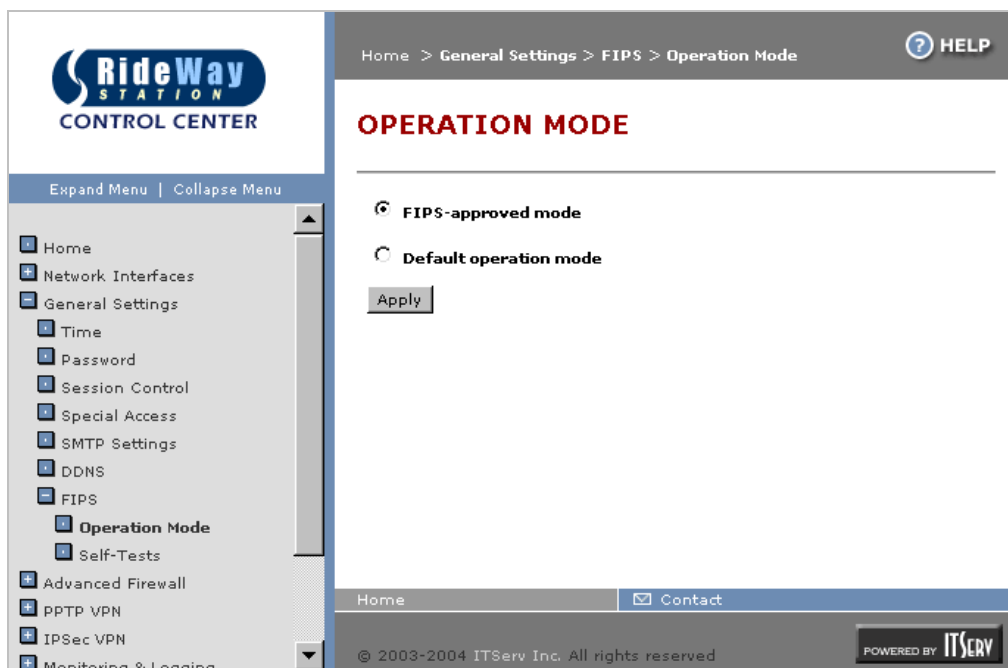 RideWay
STATION
CONTROL CENTER
Expand Menu | Collapse Menu
Home
Network Interfaces
General Settings
Time
Password
Session Control
Special Access
SMTP Settings
DDNS
FIPS
Operation Mode
Self-Tests
Advanced Firewall
PPTP VPN
IPSec VPN
Monitoring & Logging
Home > General Settings > FIPS > Operation Mode
? HELP
OPERATION MODE
FIPS-approved mode
Default operation mode
Apply
Home
Contact
© 2003-2004 ITServ Inc. All rights reserved
POWERED BY ITSERV